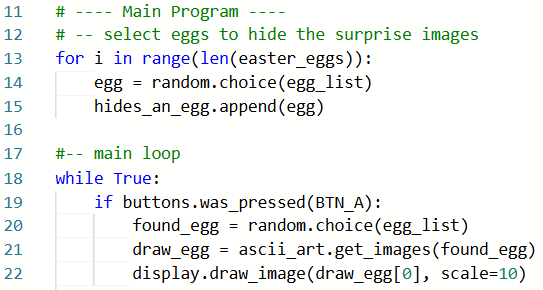 11 # ---- Main Program ----
12 # -- select eggs to hide the surprise images
13 for i in range(len(easter_eggs)):
14     egg = random.choice(egg_list)
15     hides_an_egg.append(egg)
16
17 #-- main loop
18 while True:
19     if buttons.was_pressed(BTN_A):
20         found_egg = random.choice(egg_list)
21         draw_egg = ascii_art.get_images(found_egg)
22         display.draw_image(draw_egg[0], scale=10)